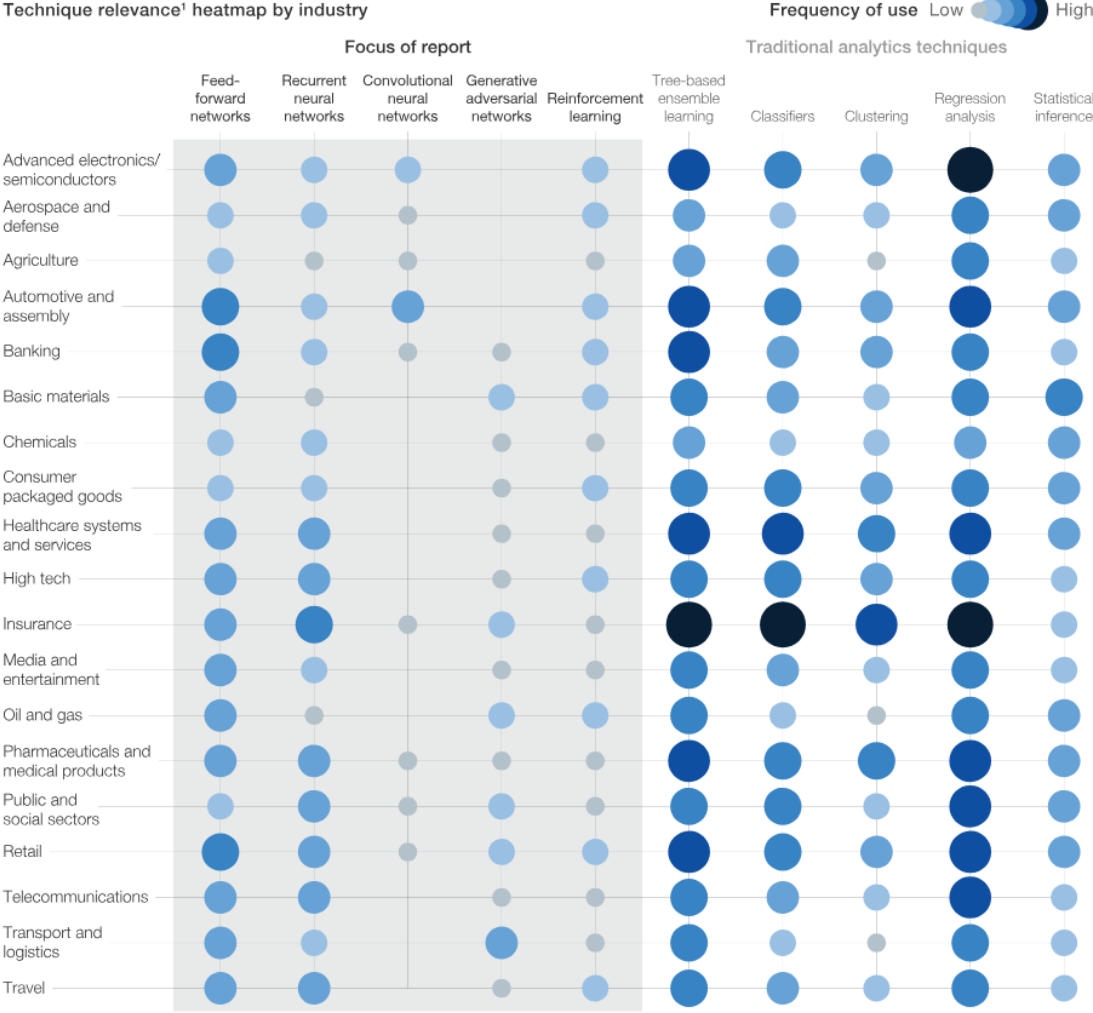 Technique relevance¹ heatmap by industry
Frequency of use Low High
Focus of report
Traditional analytics techniques
Feed-
forward
networks
Recurrent
neural
networks
Convolutional
neural
networks
Generative
adversarial
networks
Reinforcement
learning
Tree-based
ensemble
learning
Classifiers
Clustering
Regression
analysis
Statistical
inference
Advanced electronics/
semiconductors
Aerospace and
defense
Agriculture
Automotive and
assembly
Banking
Basic materials
Chemicals
Consumer
packaged goods
Healthcare systems
and services
High tech
Insurance
Media and
entertainment
Oil and gas
Pharmaceuticals and
medical products
Public and
social sectors
Retail
Telecommunications
Transport and
logistics
Travel